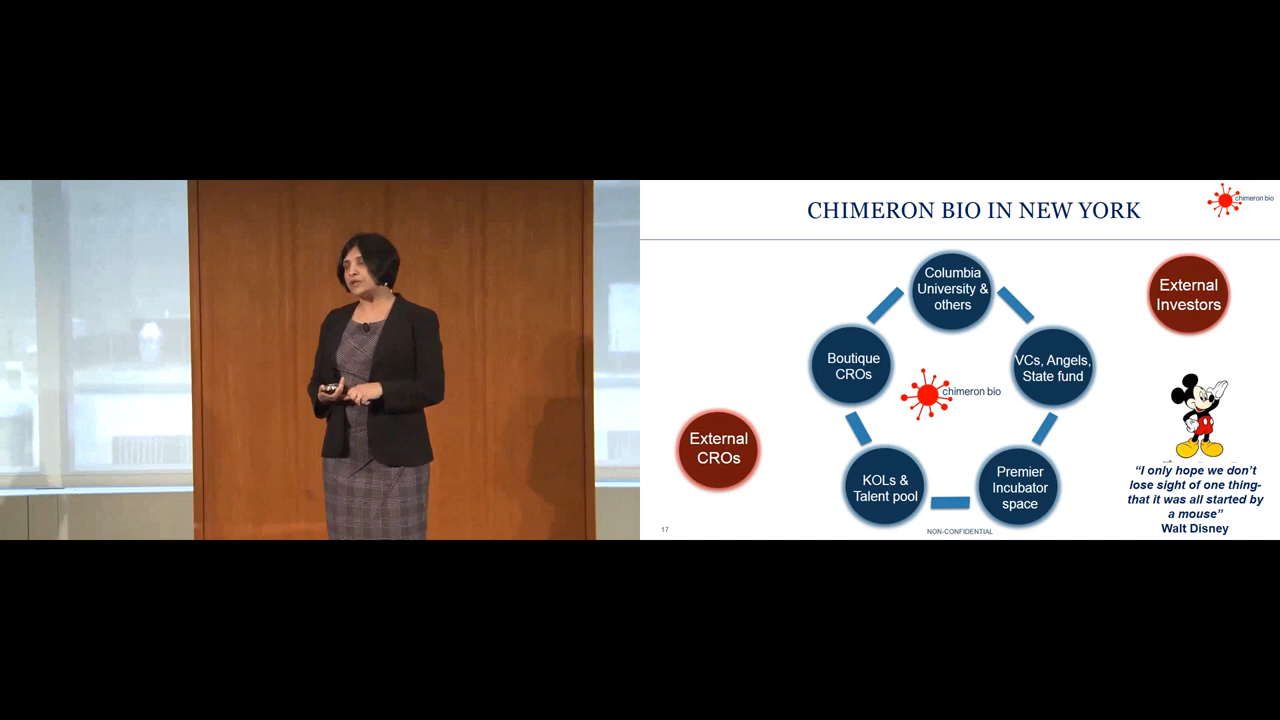 CHIMERON BIO IN NEW YORK
chimeron bio
Columbia
University &
others
External
Investors
Boutique
CROs
VCs, Angels,
State fund
chimeron bio
External
CROs
KOLs &
Talent pool
Premier
Incubator
space
“I only hope we don’t
lose sight of one thing-
that it was all started by
a mouse”
Walt Disney
17
NON-CONFIDENTIAL